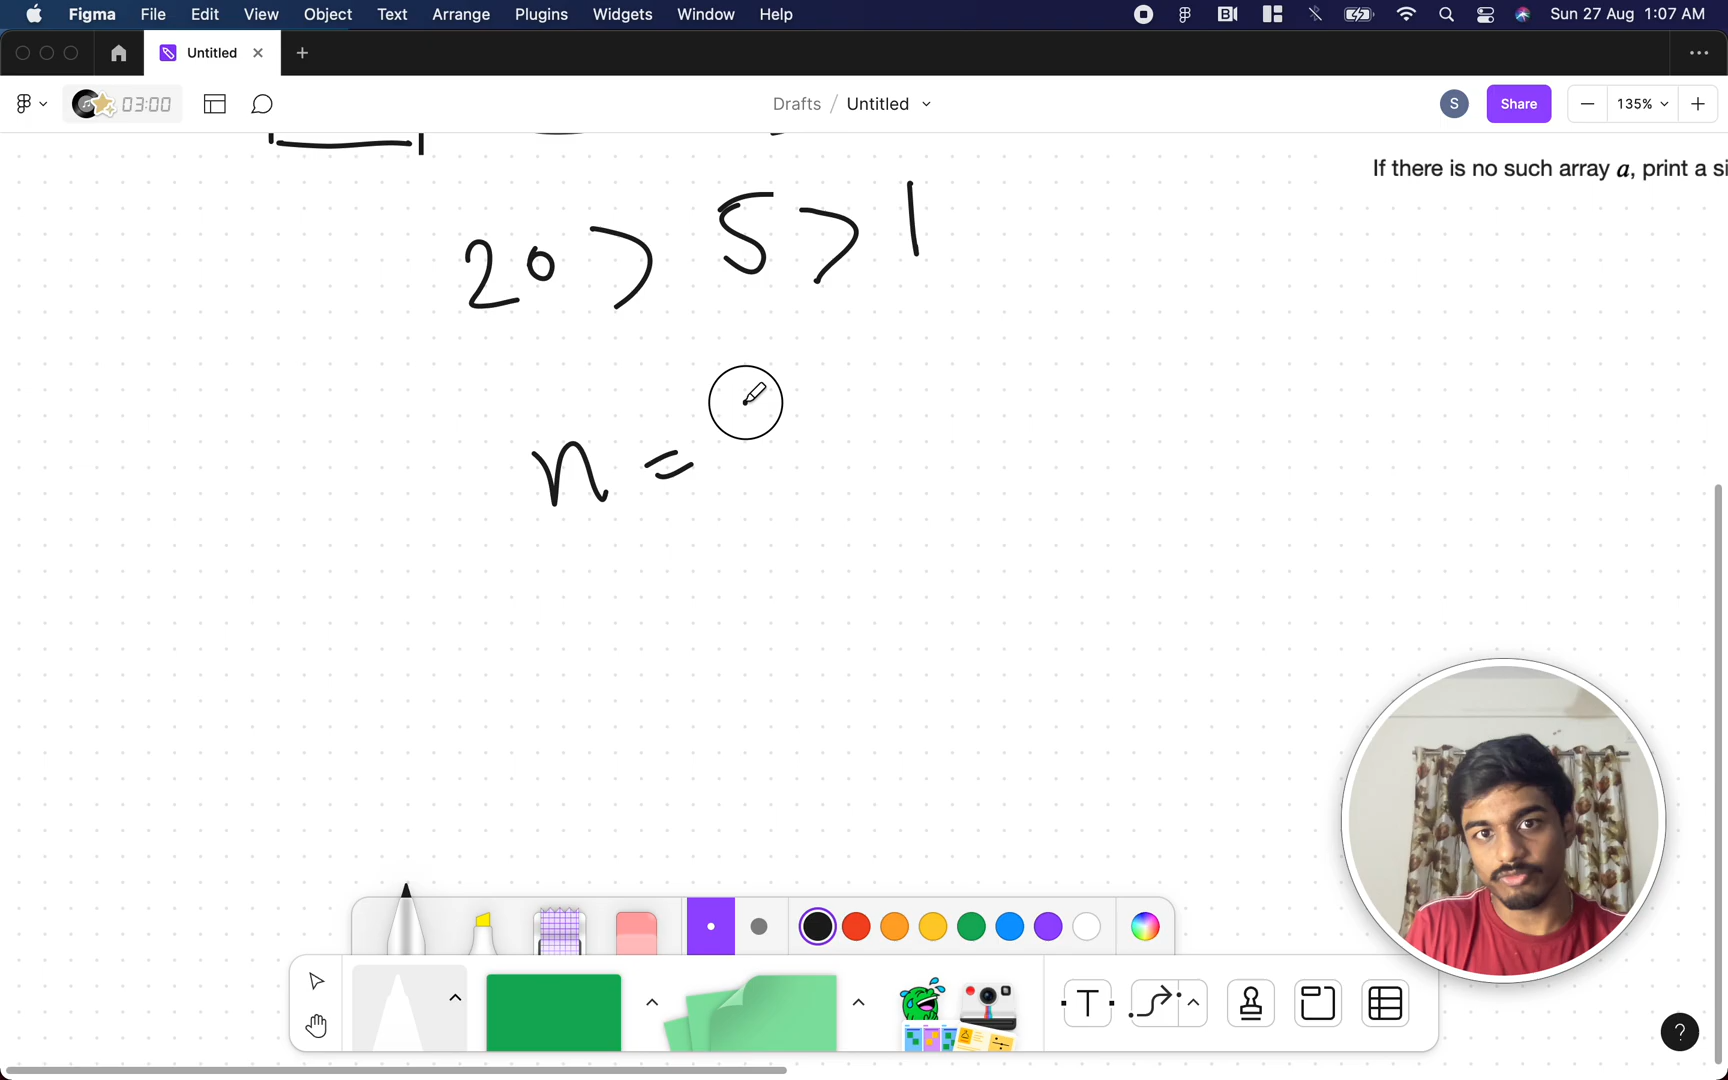 Figma File Edit View Object Text Arrange Plugins Widgets Window Help Sun 27 Aug 1:07 AM
Untitled
03:00 Drafts / Untitled S Share 135%
If there is no such array a, print a si
20 > 5 > 1
n =
T
?